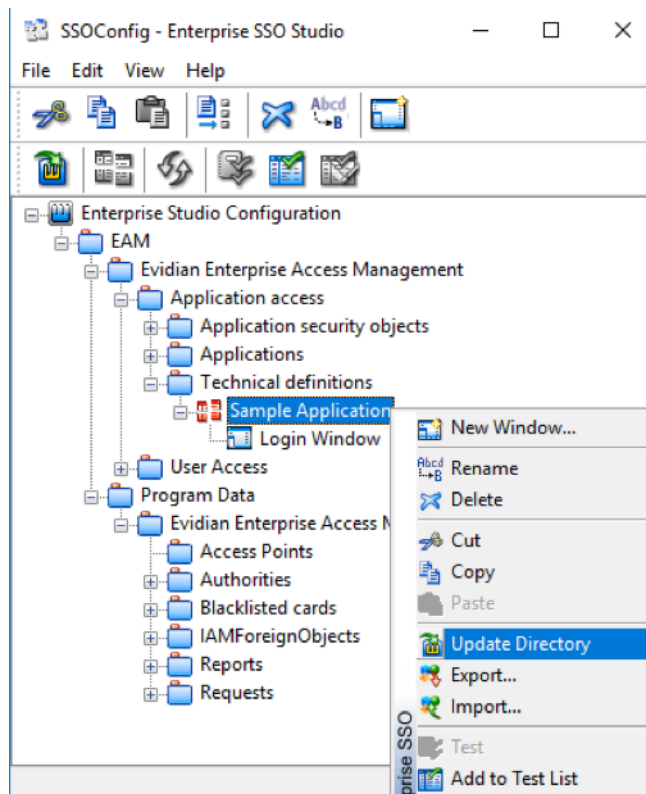 SSOConfig - Enterprise SSO Studio
File Edit View Help
Abcd
B
Enterprise Studio Configuration
EAM
Evidian Enterprise Access Management
Application access
Application security objects
Applications
Technical definitions
Sample Application
Login Window
User Access
Program Data
Evidian Enterprise Access M
Access Points
Authorities
Blacklisted cards
IAMForeignObjects
Reports
Requests
New Window...
Abcd
B
Rename
Delete
Cut
Copy
Paste
Update Directory
Export...
Import...
Test
Add to Test List
prise SSO